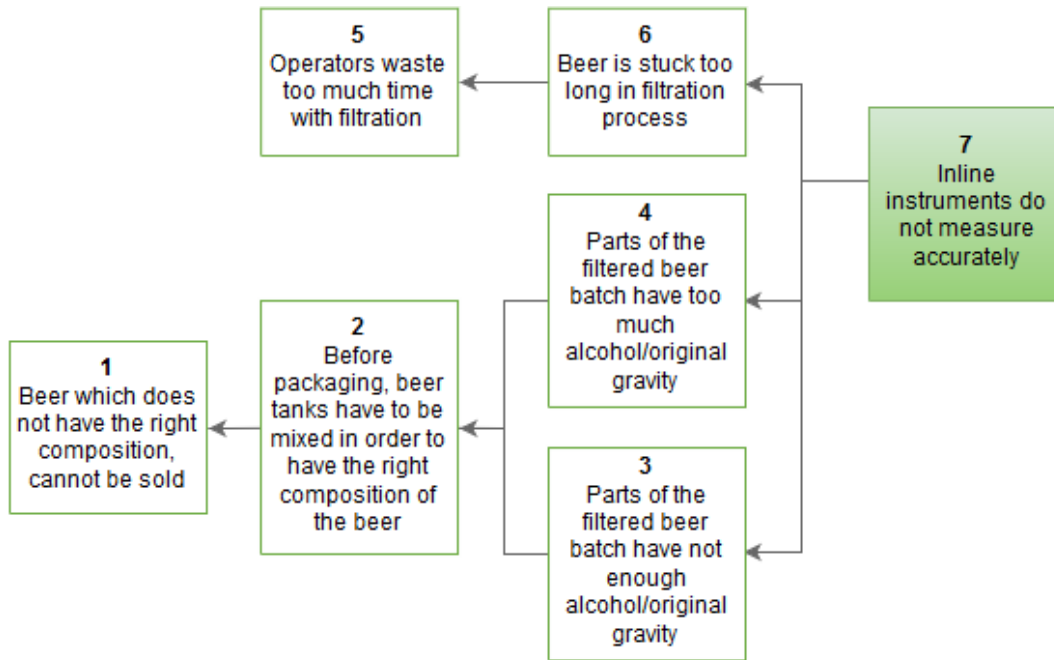 5
Operators waste
too much time
with filtration
6
Beer is stuck too
long in filtration
process
7
Inline
instruments do
not measure
accurately
4
Parts of the
filtered beer
batch have too
much
alcohol/original
gravity
2
Before
packaging, beer
tanks have to be
mixed in order to
have the right
composition of
the beer
1
Beer which does
not have the right
composition,
cannot be sold
3
Parts of the
filtered beer
batch have not
enough
alcohol/original
gravity